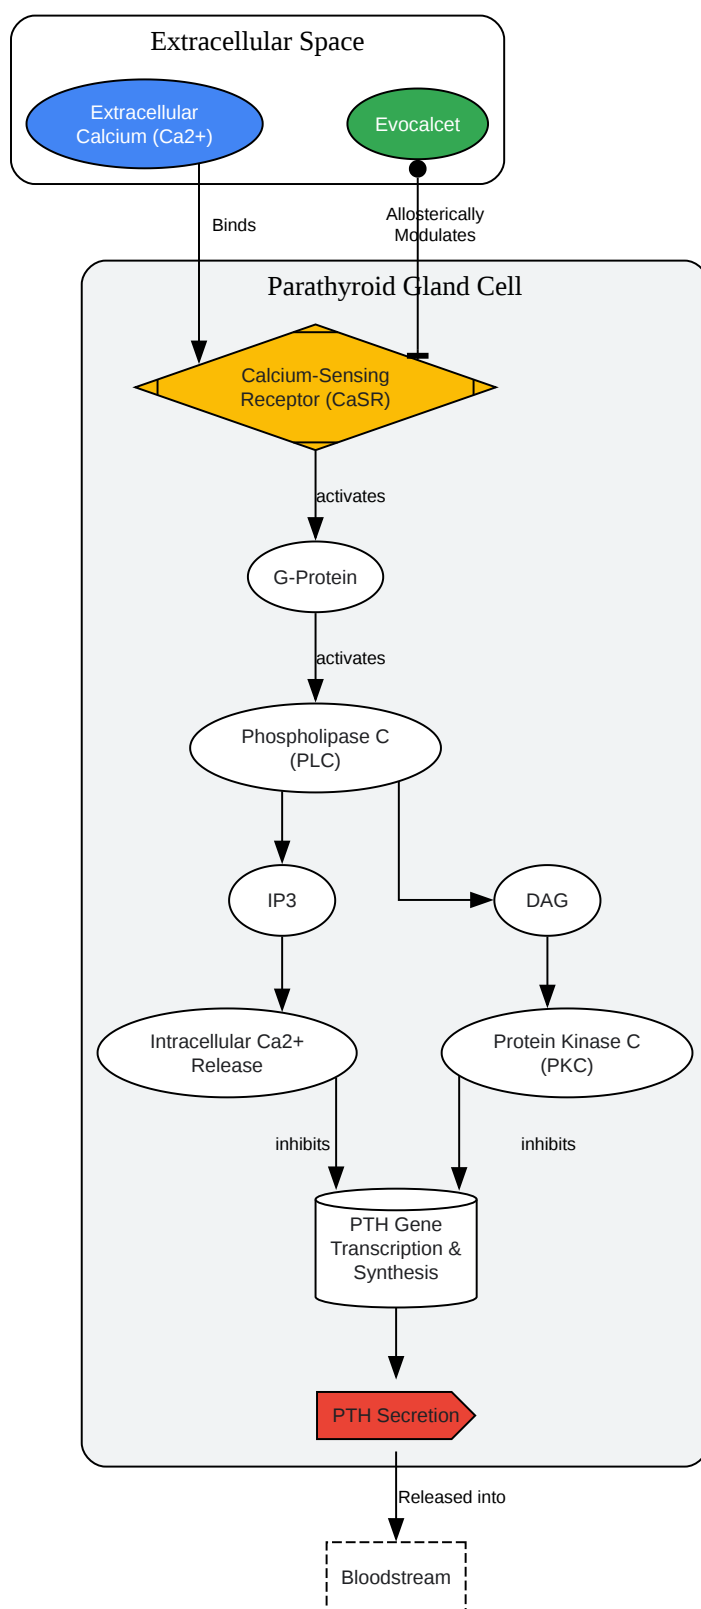 Extracellular Space
Extracellular
Calcium (Ca2+)
Evocalcet
Binds
Allosterically
Modulates
Parathyroid Gland Cell
Calcium-Sensing
Receptor (CaSR)
activates
G-Protein
activates
Phospholipase C
(PLC)
IP3
DAG
Intracellular Ca2+
Release
Protein Kinase C
(PKC)
inhibits
inhibits
PTH Gene
Transcription &
Synthesis
PTH Secretion
Released into
Bloodstream